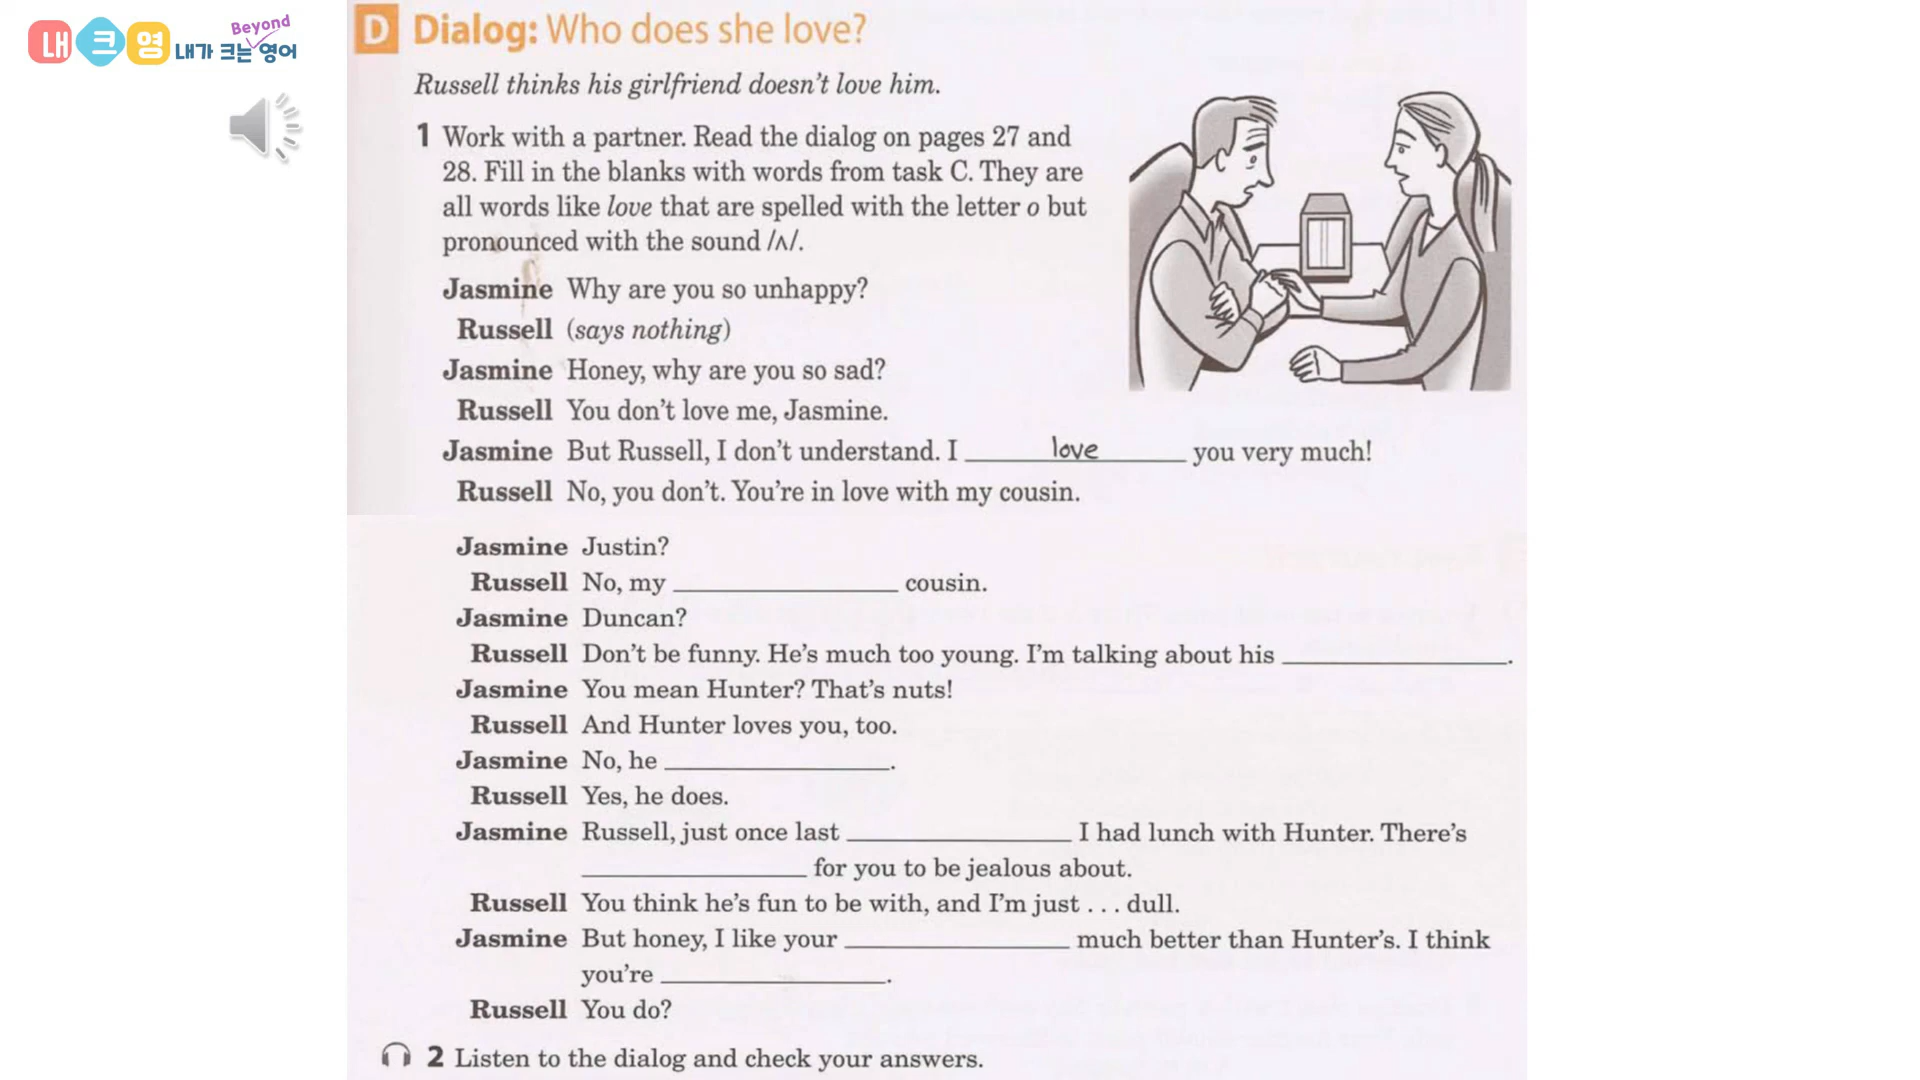 내크영 내가 크는 영어
Beyond
D Dialog: Who does she love?
Russell thinks his girlfriend doesn't love him.
1 Work with a partner. Read the dialog on pages 27 and
28. Fill in the blanks with words from task C. They are
all words like love that are spelled with the letter o but
pronounced with the sound /ʌ/.
Jasmine Why are you so unhappy?
Russell (says nothing)
Jasmine Honey, why are you so sad?
Russell You don't love me, Jasmine.
Jasmine But Russell, I don't understand. I love you very much!
Russell No, you don't. You're in love with my cousin.
Jasmine Justin?
Russell No, my ____ cousin.
Jasmine Duncan?
Russell Don't be funny. He's much too young. I'm talking about his ____.
Jasmine You mean Hunter? That's nuts!
Russell And Hunter loves you, too.
Jasmine No, he ____.
Russell Yes, he does.
Jasmine Russell, just once last ____ I had lunch with Hunter. There's
____ for you to be jealous about.
Russell You think he's fun to be with, and I'm just . . . dull.
Jasmine But honey, I like your ____ much better than Hunter's. I think
you're ____.
Russell You do?
2 Listen to the dialog and check your answers.